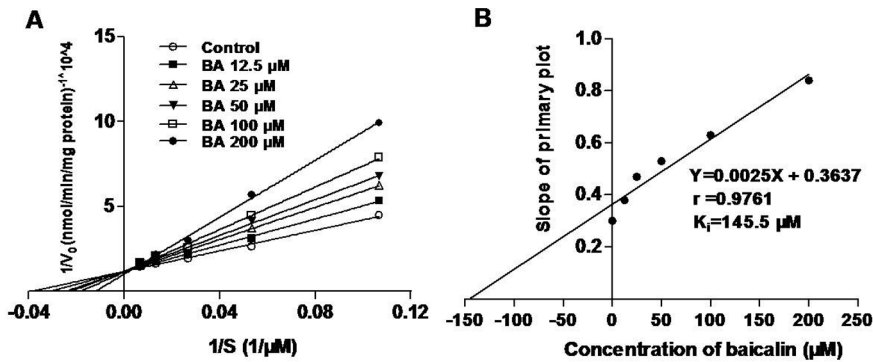 A
1/V0 (nmol/min/mg protein)-1^10^4
15
10
5
Control
BA 12.5 µM
BA 25 µM
BA 50 µM
BA 100 µM
BA 200 µM
-0.04
0.00
0.04
0.08
0.12
1/S (1/µM)
B
Slope of primary plot
1.0
0.8
0.6
0.4
0.2
Y=0.0025X + 0.3637
r =0.9761
Ki=145.5 µM
-150
-100
-50
0
50
100
150
200
250
Concentration of baicalin (µM)